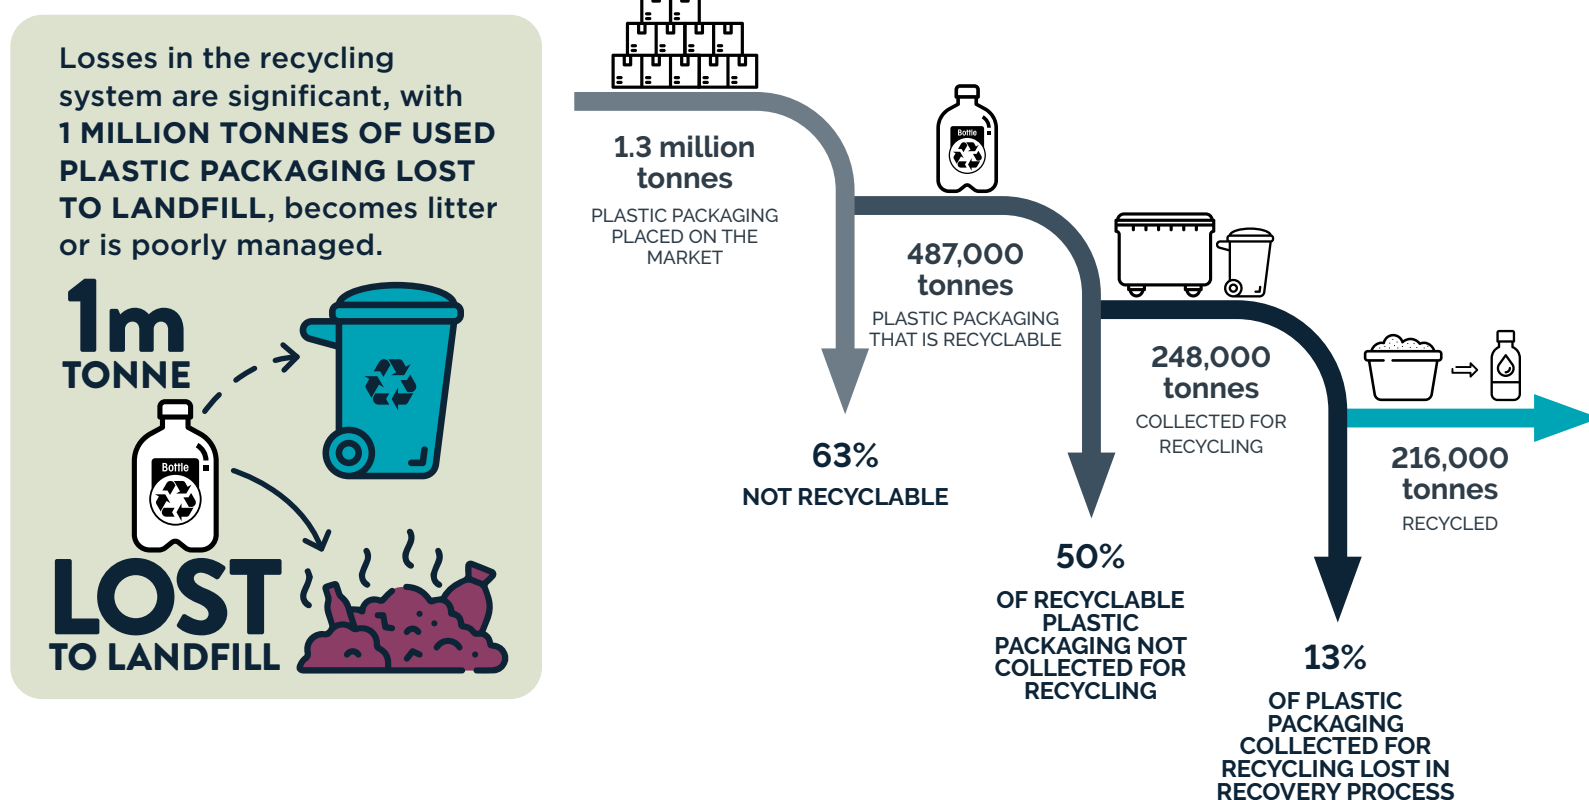 Losses in the recycling
system are significant, with
1 MILLION TONNES OF USED
PLASTIC PACKAGING LOST
TO LANDFILL, becomes litter
or is poorly managed.
1m
TONNE
Bottle
LOST
TO LANDFILL
1.3 million
tonnes
PLASTIC PACKAGING
PLACED ON THE
MARKET
63%
NOT RECYCLABLE
Bottle
487,000
tonnes
PLASTIC PACKAGING
THAT IS RECYCLABLE
50%
OF RECYCLABLE
PLASTIC
PACKAGING NOT
COLLECTED FOR
RECYCLING
248,000
tonnes
COLLECTED FOR
RECYCLING
13%
OF PLASTIC
PACKAGING
COLLECTED FOR
RECYCLING LOST IN
RECOVERY PROCESS
216,000
tonnes
RECYCLED